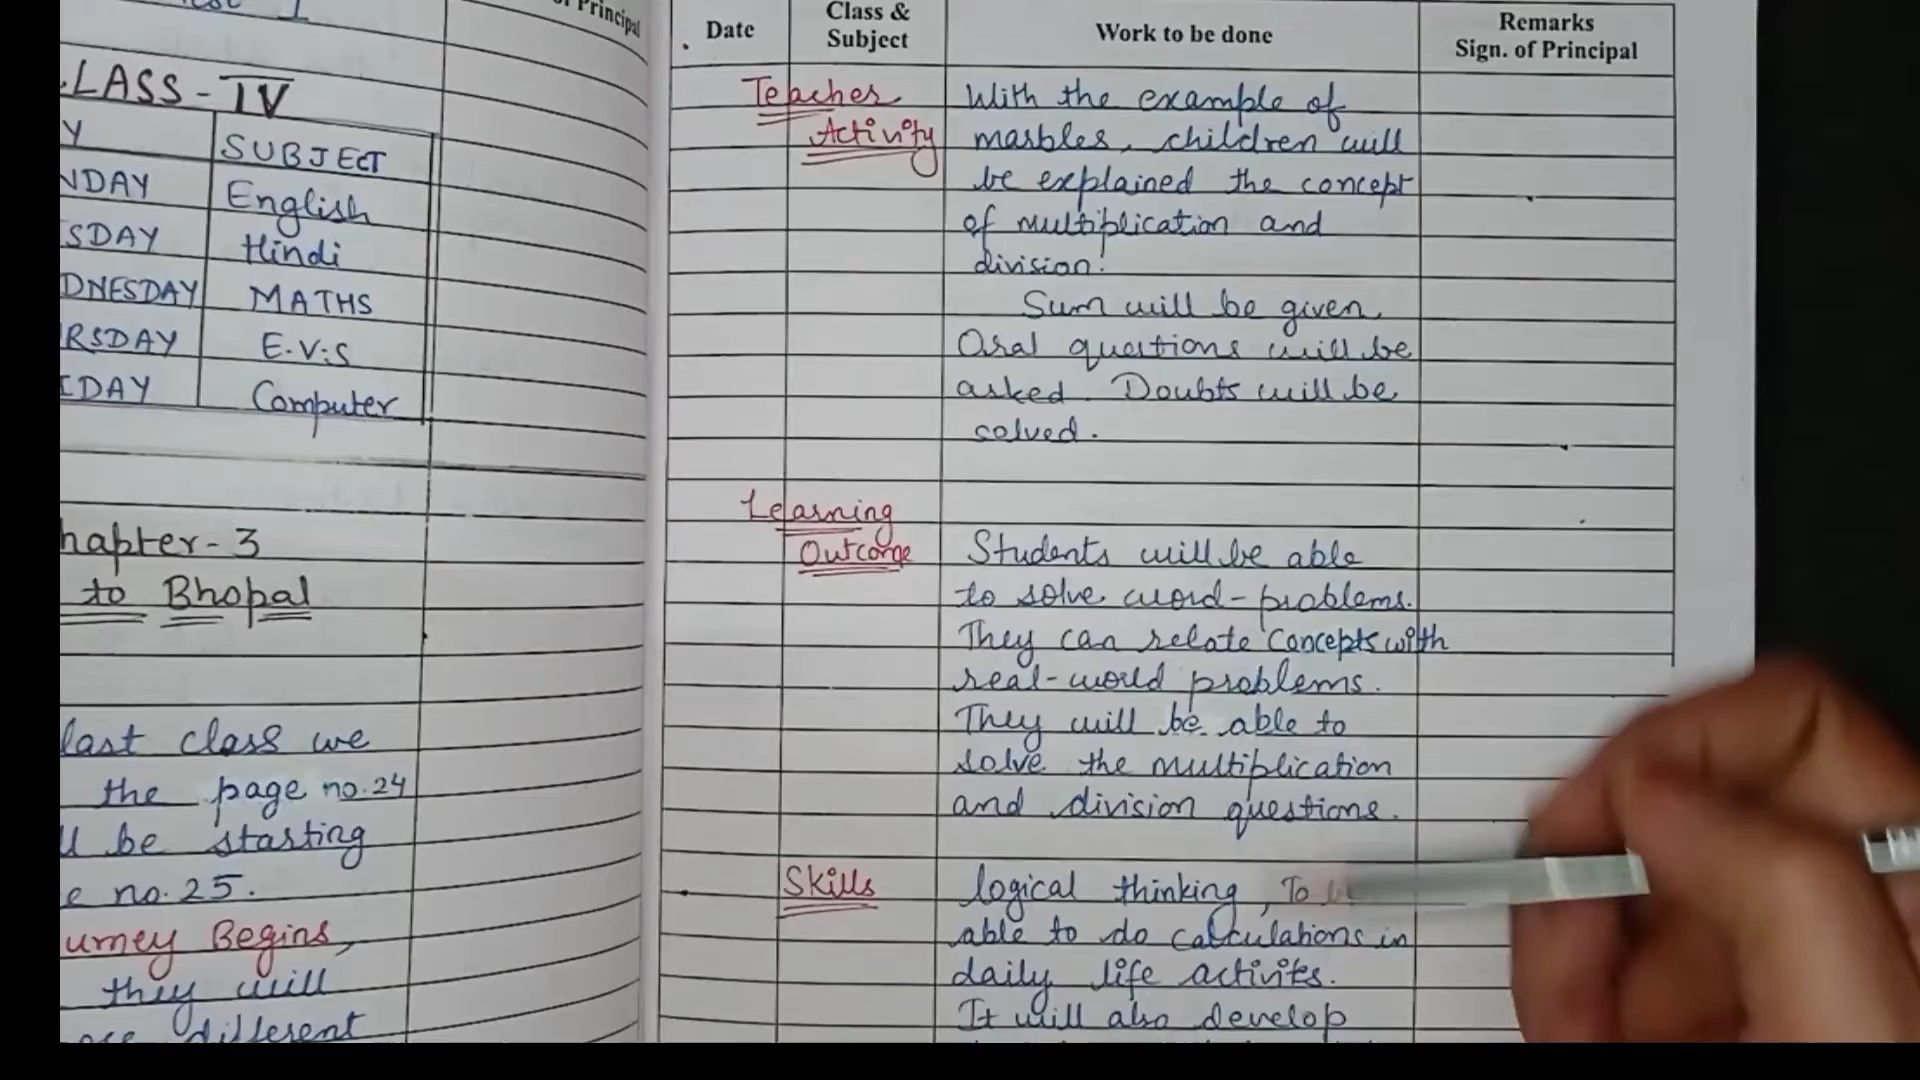 of Principal
LASS - IV
Y SUBJECT
NDAY English
SDAY Hindi
DNESDAY MATHS
RSDAY E.V.S
IDAY Computer
hapter-3
to Bhopal
last class we
the page no.24
ll be starting
e no.25.
urney Begins,
they will
different
Date
Class &
Subject
Work to be done
Remarks
Sign. of Principal
Teacher
Activity
With the example of
marbles, children will
be explained the concept
of multiplication and
division.
Sum will be given.
Oral questions will be
asked. Doubts will be
solved.
Learning
Outcome
Students will be able
to solve word-problems.
They can relate concepts with
real-world problems.
They will be able to
solve the multiplication
and division questions.
Skills
logical thinking, To
able to do calculations in
daily life activites.
It will also develop